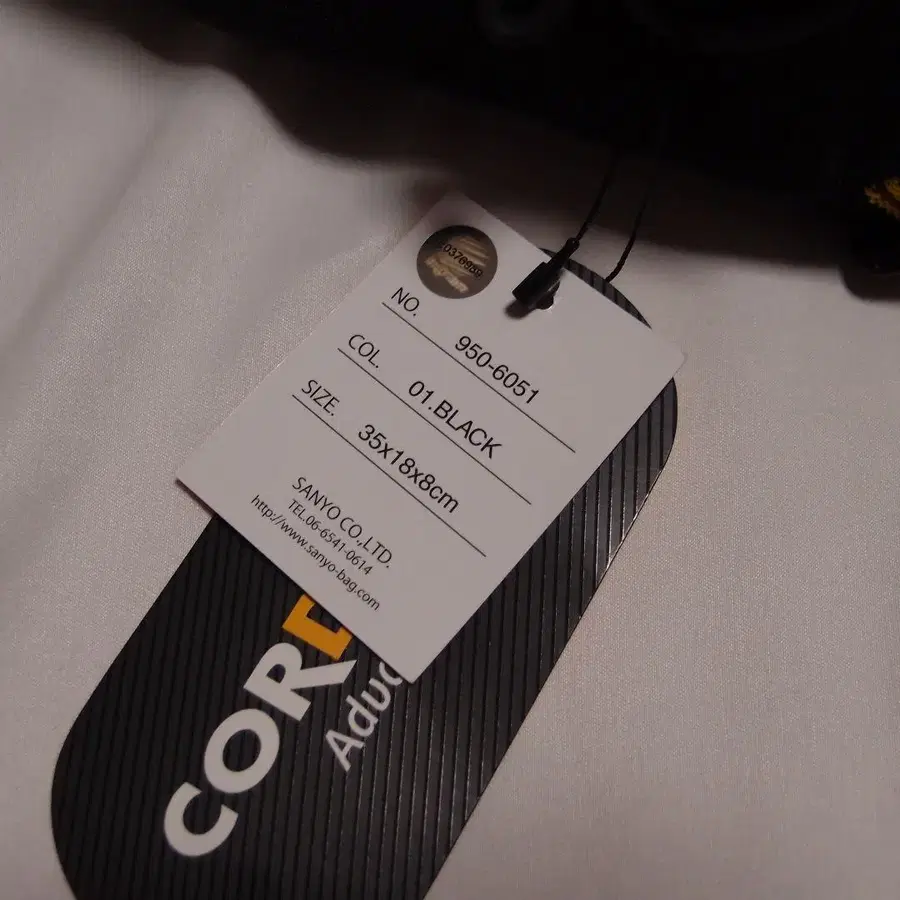 NO. 950-6051
COL. 01.BLACK
SIZE. 35x18x8cm
SANYO CO.,LTD.
TEL.06-6541-0614
http://www.sanyo-bag.com
COR
Aduc